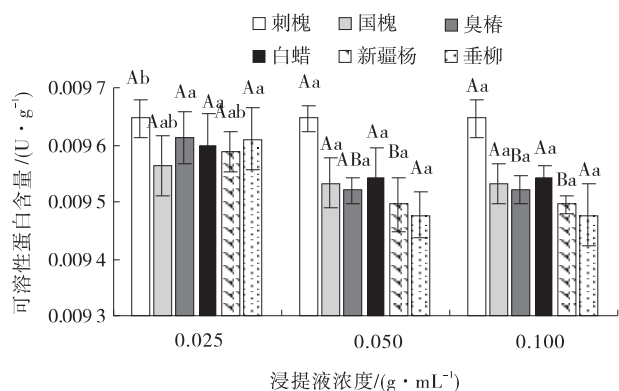 刺槐 国槐 臭椿
白蜡 新疆杨 垂柳
可溶性蛋白含量/(U·g⁻¹)
0.009 7
0.009 6
0.009 5
0.009 4
0.009 3
Ab Aab Aa Aa Aab Aa
Aa Aa ABa Aa Ba Aa
Aa Aa Ba Aa Ba Aa
0.025 0.050 0.100
浸提液浓度/(g·mL⁻¹)